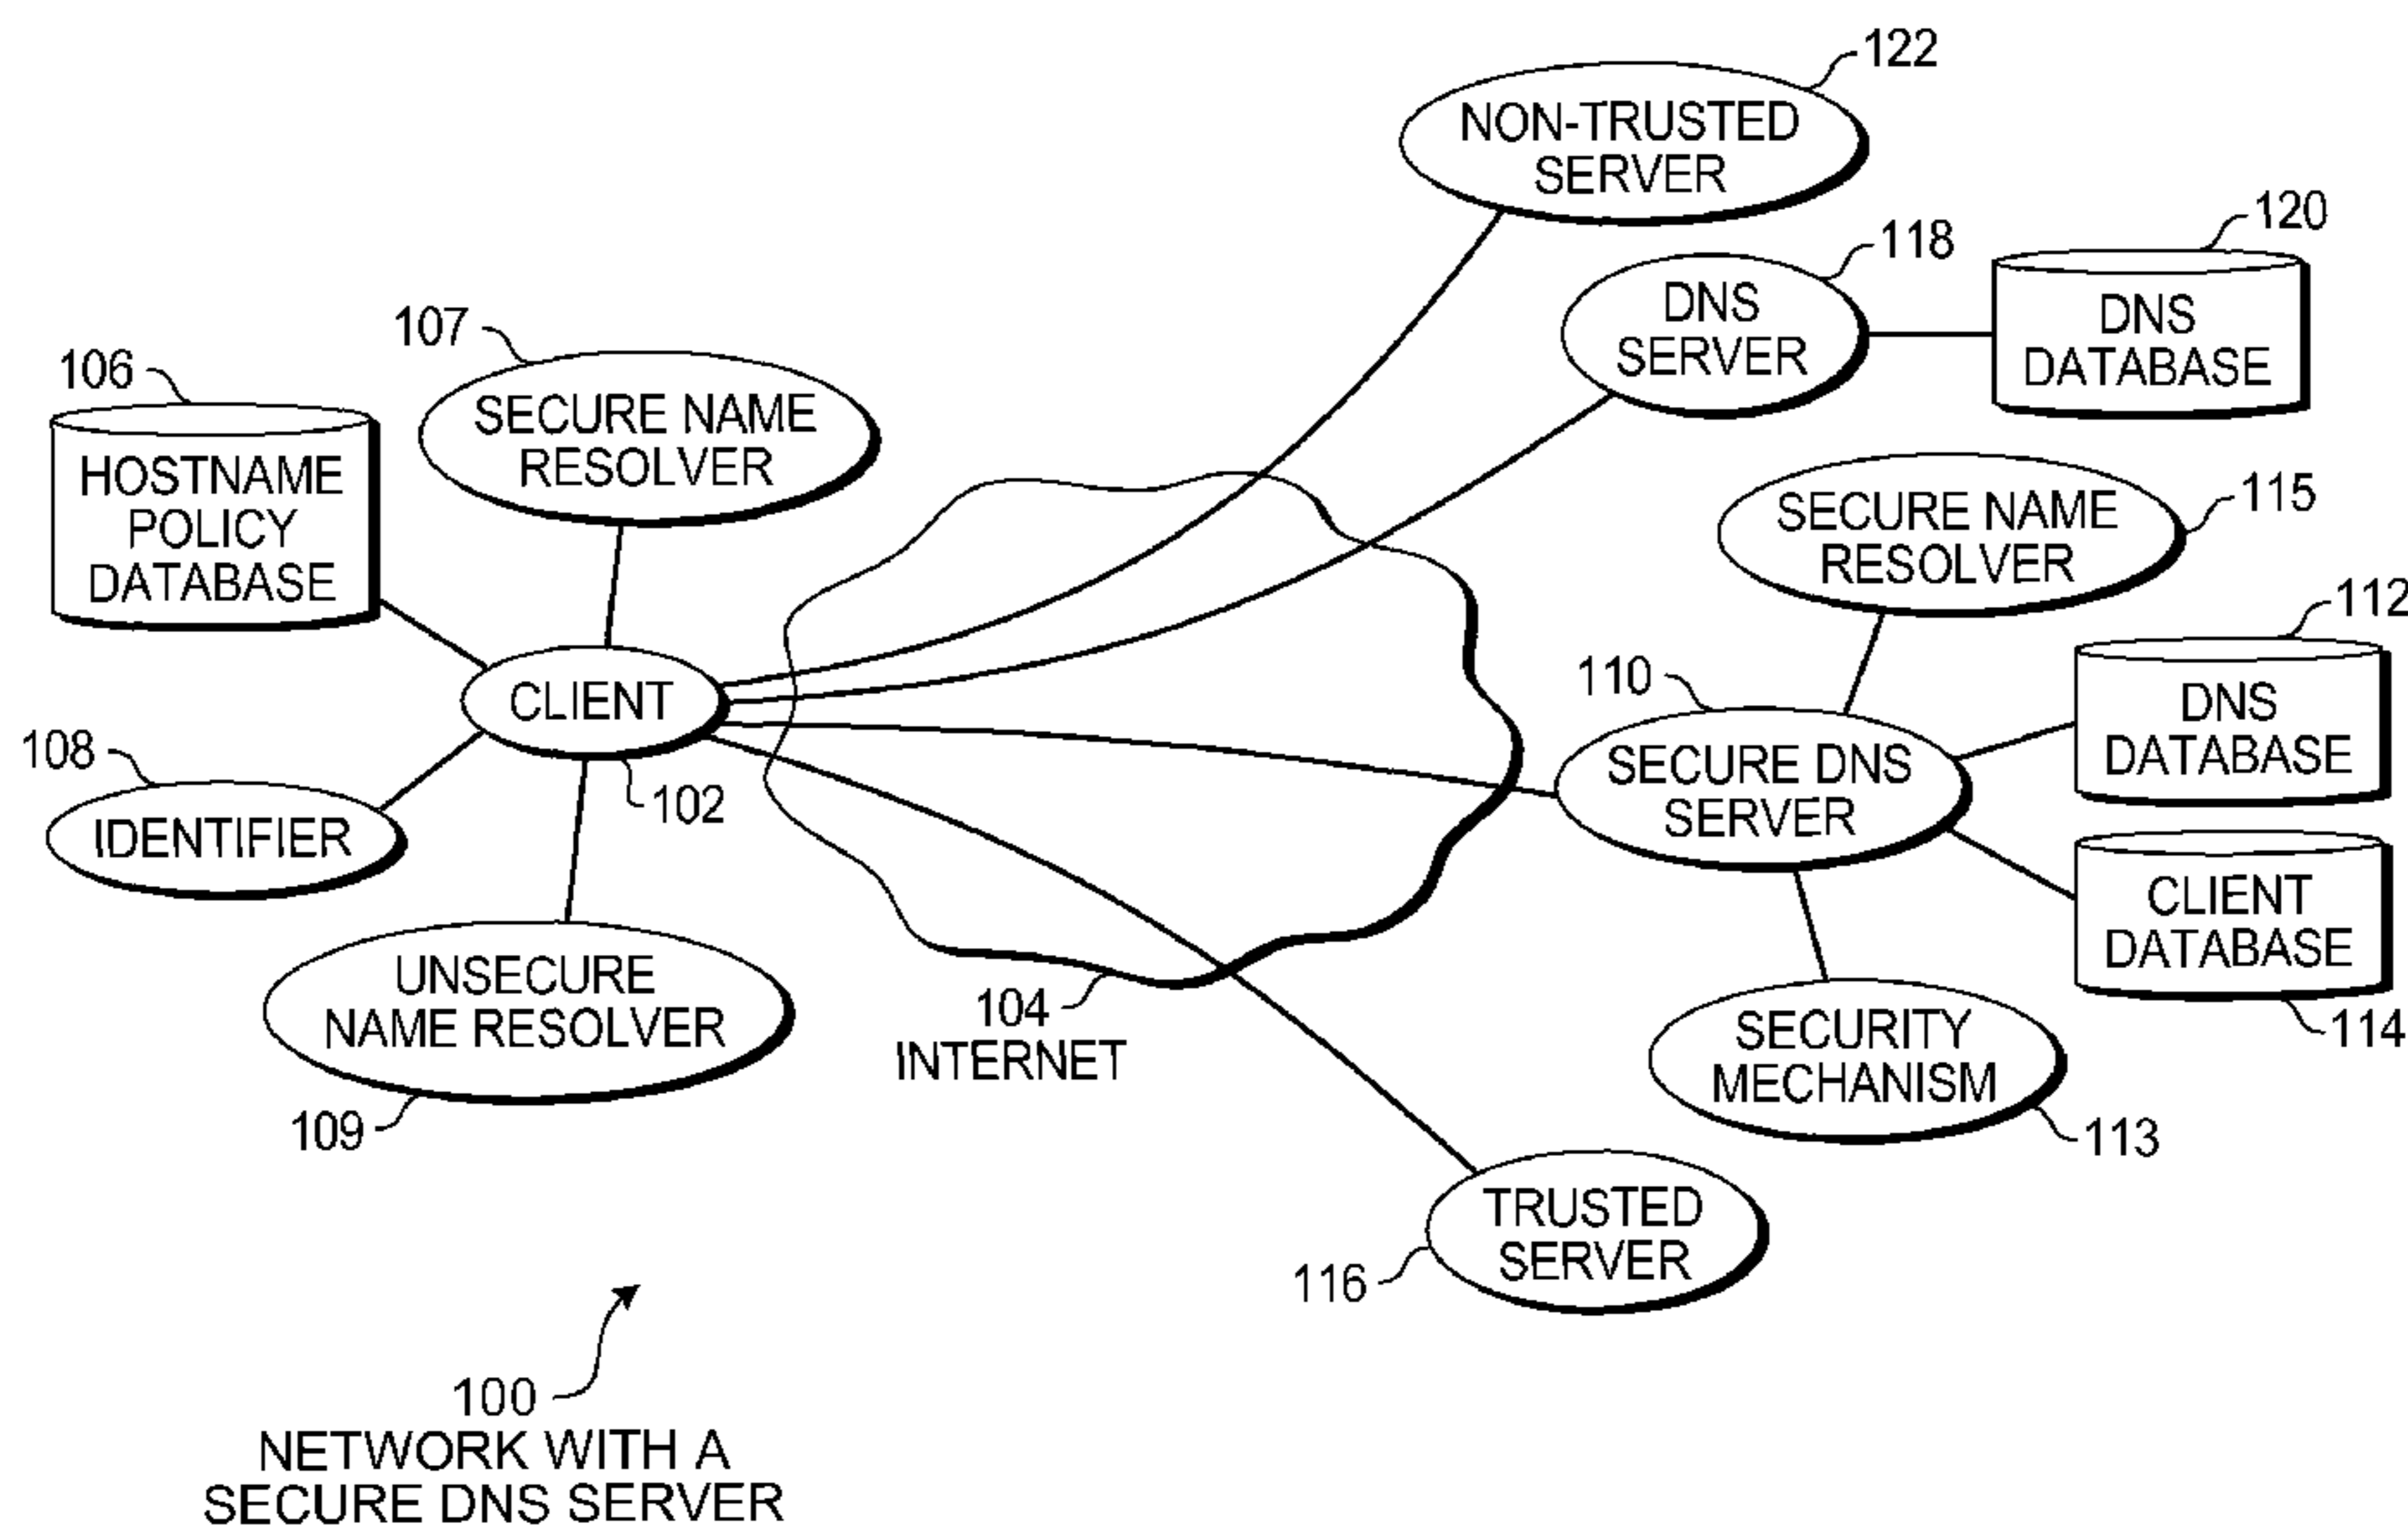 122
NON-TRUSTED
SERVER
118
DNS
SERVER
120
DNS
DATABASE
107
SECURE NAME
RESOLVER
106
HOSTNAME
POLICY
DATABASE
115
SECURE NAME
RESOLVER
112
DNS
DATABASE
110
SECURE DNS
SERVER
CLIENT
102
108
IDENTIFIER
CLIENT
DATABASE
114
UNSECURE
NAME RESOLVER
109
104
INTERNET
SECURITY
MECHANISM
113
TRUSTED
SERVER
116
100
NETWORK WITH A
SECURE DNS SERVER